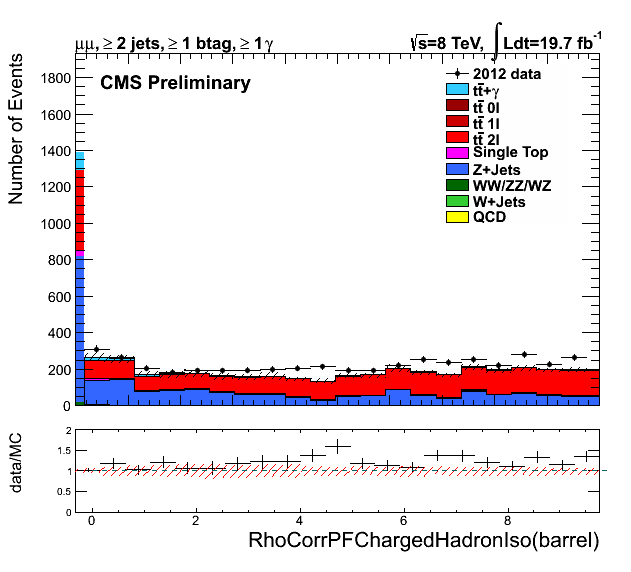 μμ, ≥ 2 jets, ≥ 1 btag, ≥ 1 γ
√s=8 TeV, ∫ Ldt=19.7 fb⁻¹
CMS Preliminary
2012 data
tt̅+γ
tt̅ 0l
tt̅ 1l
tt̅ 2l
Single Top
Z+Jets
WW/ZZ/WZ
W+Jets
QCD
Number of Events
1800
1600
1400
1200
1000
800
600
400
200
0
data/MC
2
1.5
1
0.5
0
0 2 4 6 8
RhoCorrPFChargedHadronIso(barrel)